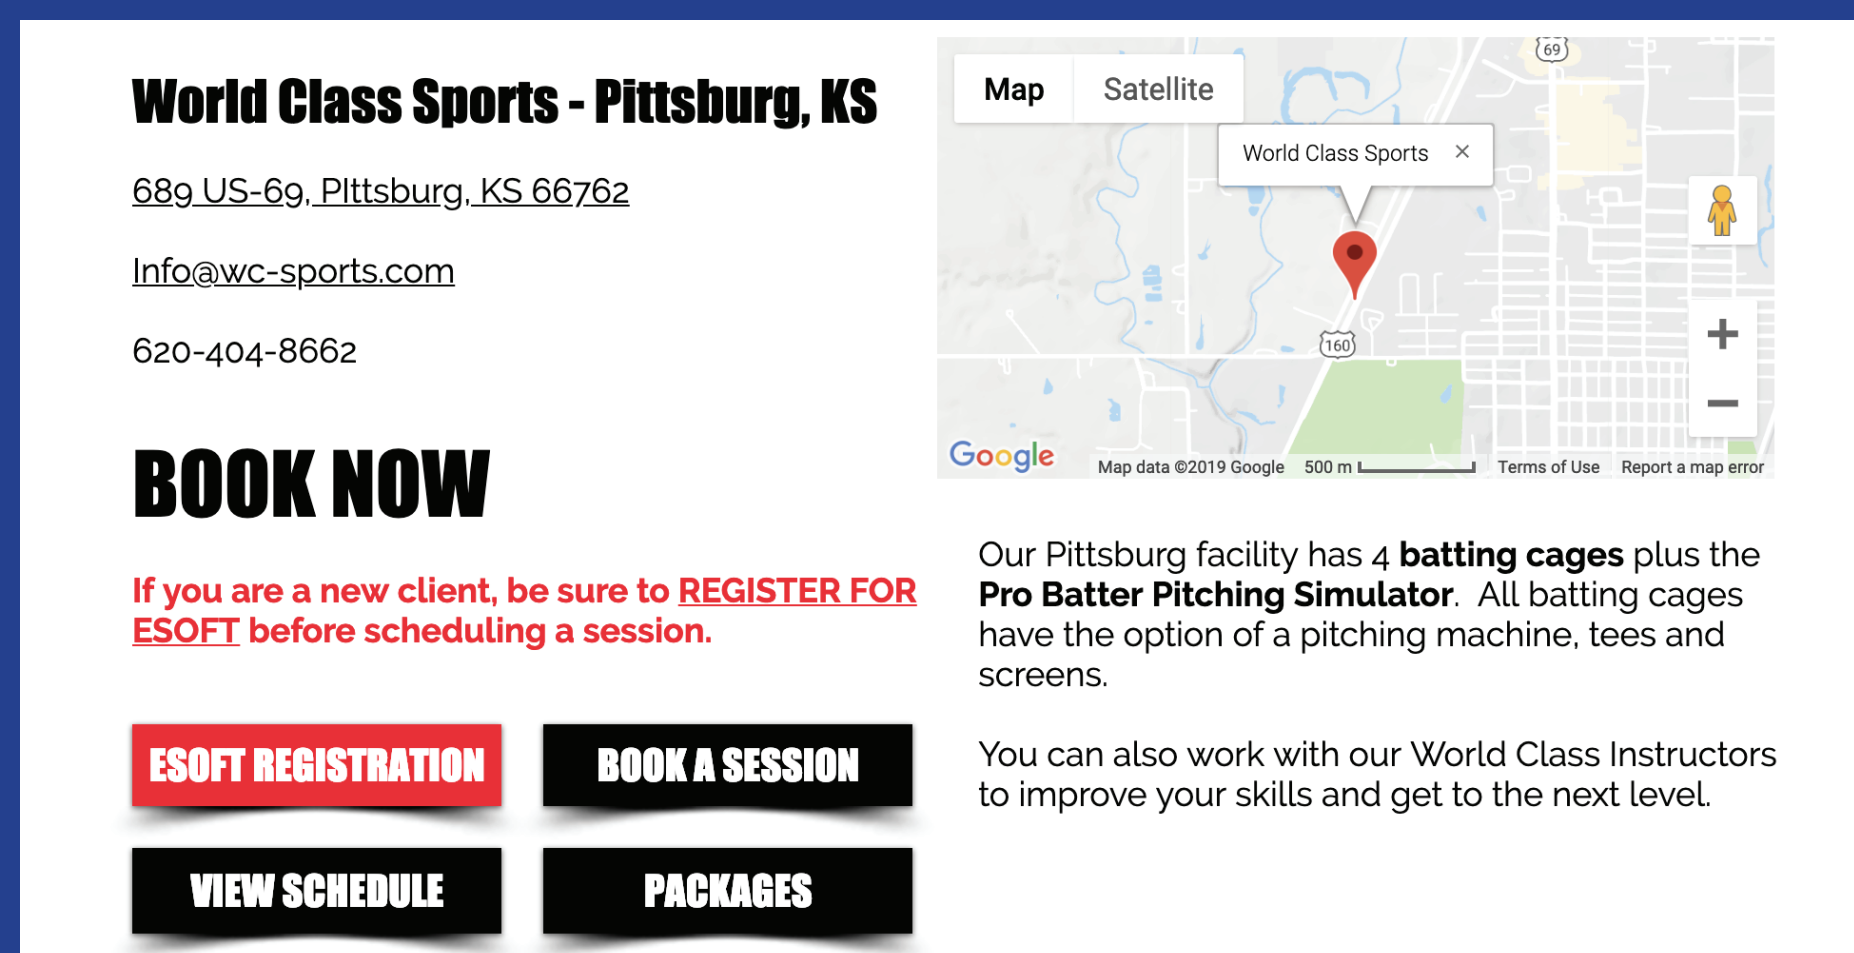 World Class Sports - Pittsburg, KS
689 US-69, PIttsburg, KS 66762
Info@wc-sports.com
620-404-8662
BOOK NOW
If you are a new client, be sure to REGISTER FOR
ESOFT before scheduling a session.
ESOFT REGISTRATION
BOOK A SESSION
VIEW SCHEDULE
PACKAGES
Map
Satellite
69
World Class Sports
160
Google
Map data ©2019 Google
500 m
Terms of Use
Report a map error
Our Pittsburg facility has 4 batting cages plus the
Pro Batter Pitching Simulator. All batting cages
have the option of a pitching machine, tees and
screens.
You can also work with our World Class Instructors
to improve your skills and get to the next level.